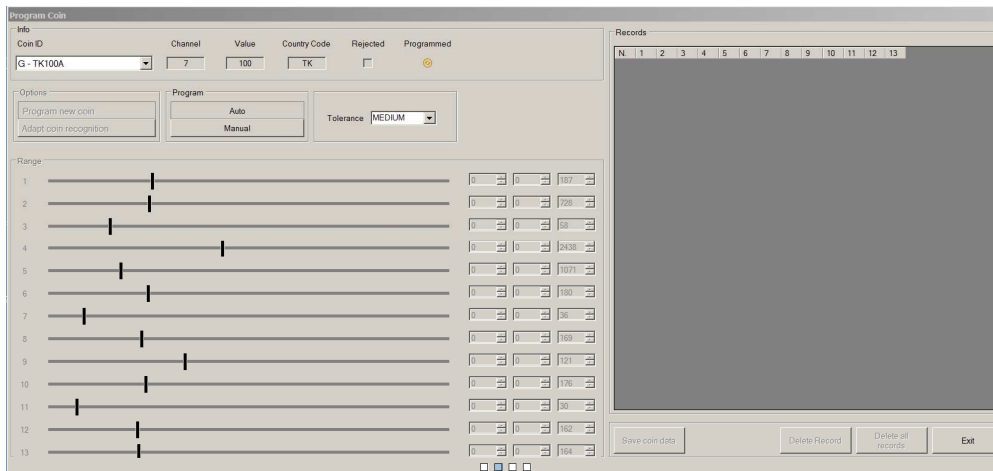 Program Coin
Info
Coin ID Channel Value Country Code Rejected Programmed
G - TK100A 7 100 TK
Options
Program new coin
Adapt coin recognition
Program
Auto
Manual
Tolerance MEDIUM
Range
1 0 0 187
2 0 0 728
3 0 0 58
4 0 0 2438
5 0 0 1071
6 0 0 180
7 0 0 36
8 0 0 169
9 0 0 121
10 0 0 176
11 0 0 30
12 0 0 162
13 0 0 164
Records
N. 1 2 3 4 5 6 7 8 9 10 11 12 13
Save coin data
Delete Record
Delete all
records
Exit